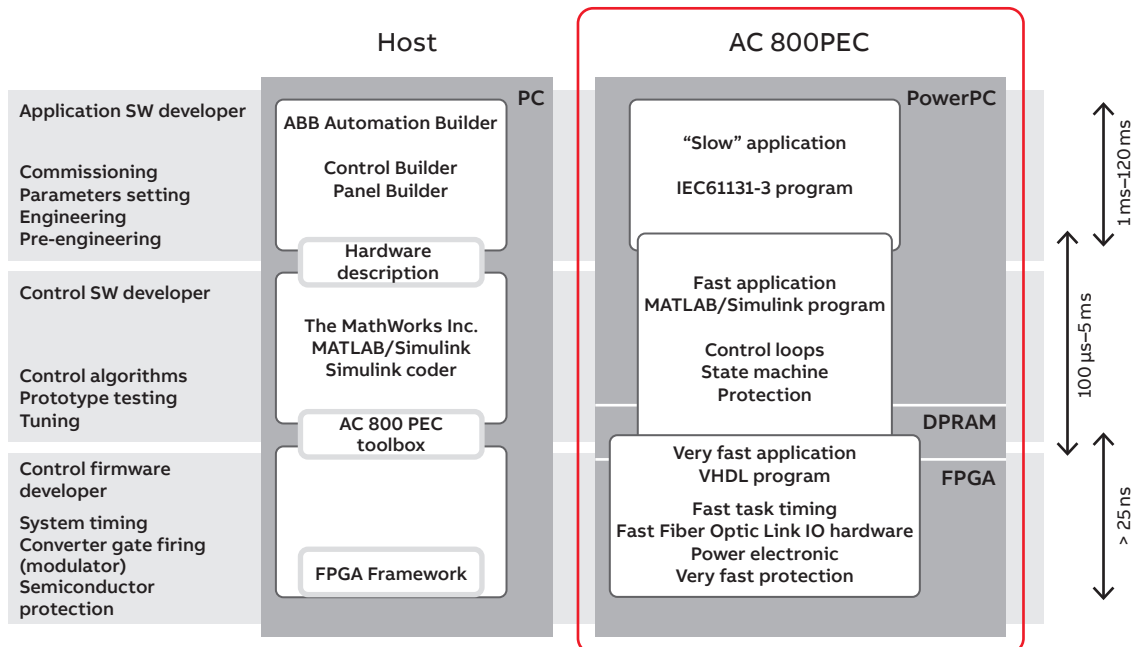 Host
AC 800PEC
Application SW developer
Commissioning
Parameters setting
Engineering
Pre-engineering
Control SW developer
Control algorithms
Prototype testing
Tuning
Control firmware
developer
System timing
Converter gate firing
(modulator)
Semiconductor
protection
PC
ABB Automation Builder
Control Builder
Panel Builder
Hardware
description
The MathWorks Inc.
MATLAB/Simulink
Simulink coder
AC 800 PEC
toolbox
FPGA Framework
PowerPC
“Slow” application
IEC61131-3 program
Fast application
MATLAB/Simulink program
Control loops
State machine
Protection
DPRAM
Very fast application
VHDL program
FPGA
Fast task timing
Fast Fiber Optic Link IO hardware
Power electronic
Very fast protection
1 ms–120 ms
100 µs–5 ms
> 25 ns